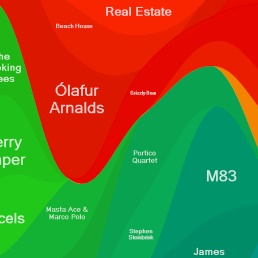 Real Estate
Beach House
he
king
ees
Ólafur
Arnalds
Grizzly Bear
erry
aper
Portico
Quartet
M83
Masta Ace &
Marco Polo
cels
Stephen
Steinbrink
James